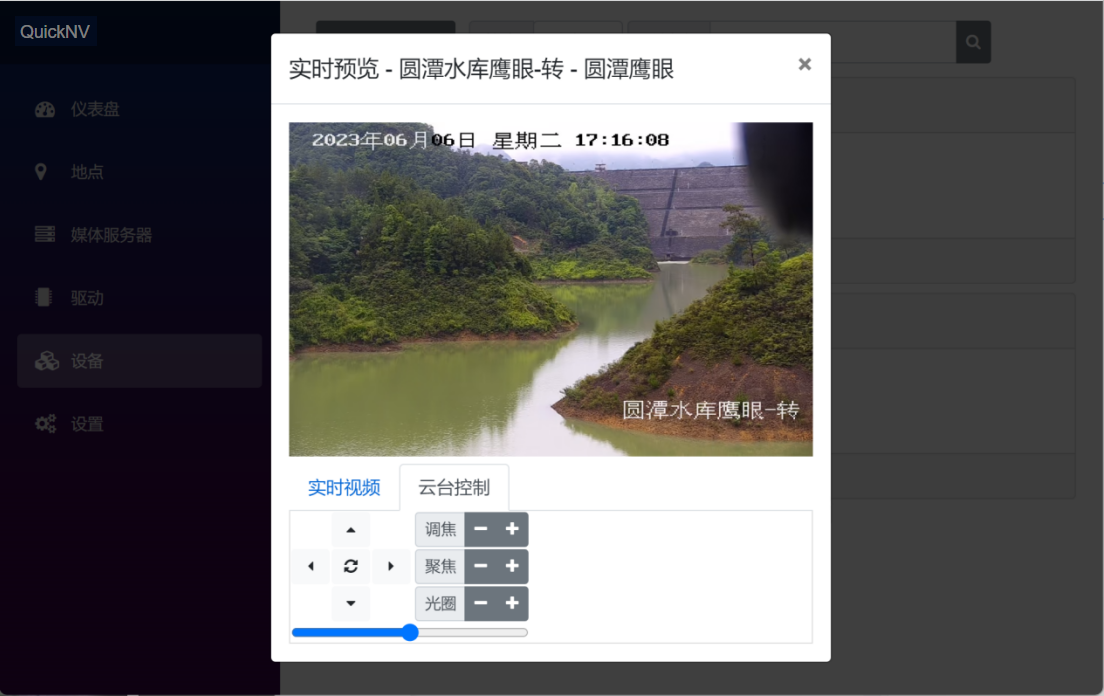 QuickNV
仪表盘
地点
媒体服务器
驱动
设备
设置
实时预览 - 圆潭水库鹰眼-转 - 圆潭鹰眼
×
2023年06月06日 星期二 17:16:08
圆潭水库鹰眼-转
实时视频
云台控制
调焦
聚焦
光圈